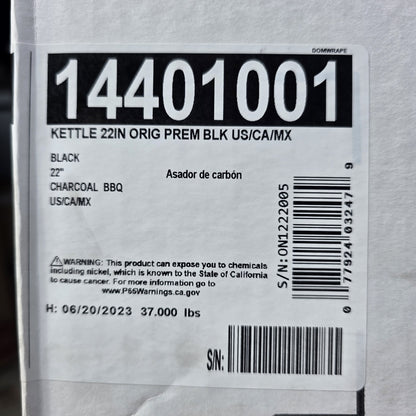 DOMWRAPE
14401001
KETTLE 22IN ORIG PREM BLK US/CA/MX
BLACK
22"
CHARCOAL BBQ
US/CA/MX
Asador de carbón
⚠WARNING: This product can expose you to chemicals
including nickel, which is known to the State of California
to cause cancer. For more information go to
www.P65Warnings.ca.gov
H: 06/20/2023 37.000 lbs
S/N:ON1222005
0 77924 03247 9
S/N: